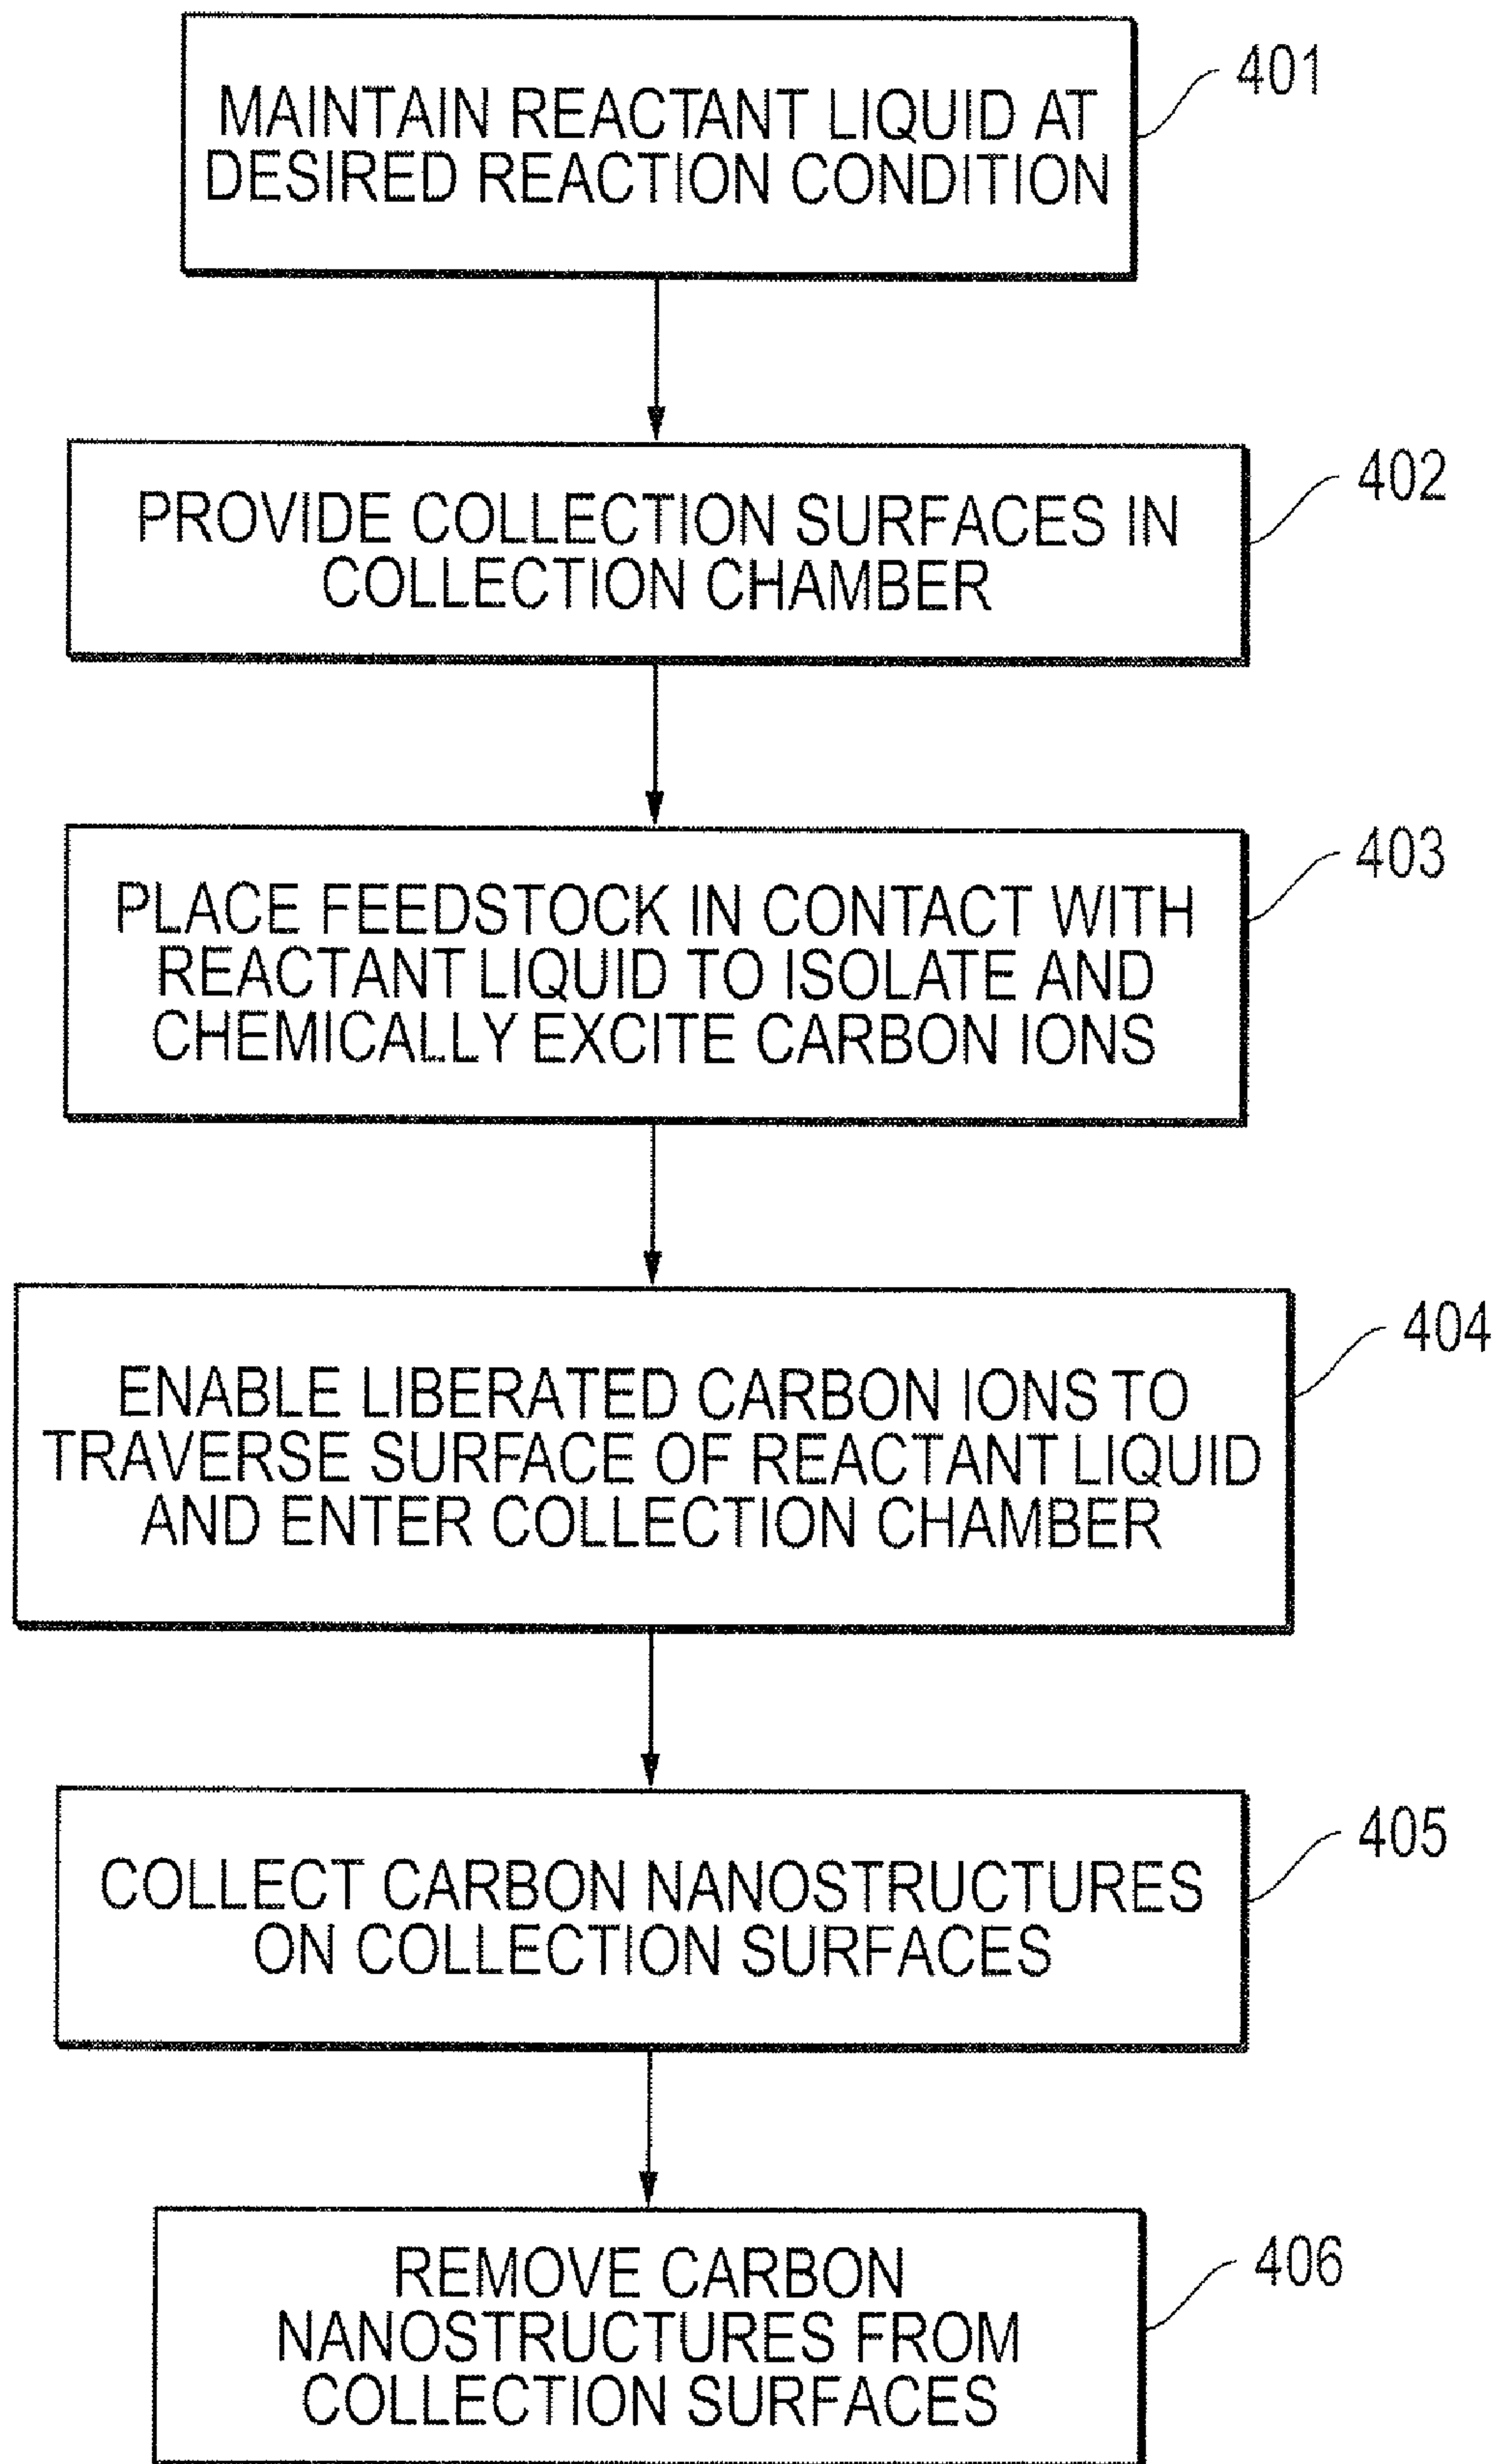 401
MAINTAIN REACTANT LIQUID AT
DESIRED REACTION CONDITION
402
PROVIDE COLLECTION SURFACES IN
COLLECTION CHAMBER
403
PLACE FEEDSTOCK IN CONTACT WITH
REACTANT LIQUID TO ISOLATE AND
CHEMICALLY EXCITE CARBON IONS
404
ENABLE LIBERATED CARBON IONS TO
TRAVERSE SURFACE OF REACTANT LIQUID
AND ENTER COLLECTION CHAMBER
405
COLLECT CARBON NANOSTRUCTURES
ON COLLECTION SURFACES
406
REMOVE CARBON
NANOSTRUCTURES FROM
COLLECTION SURFACES